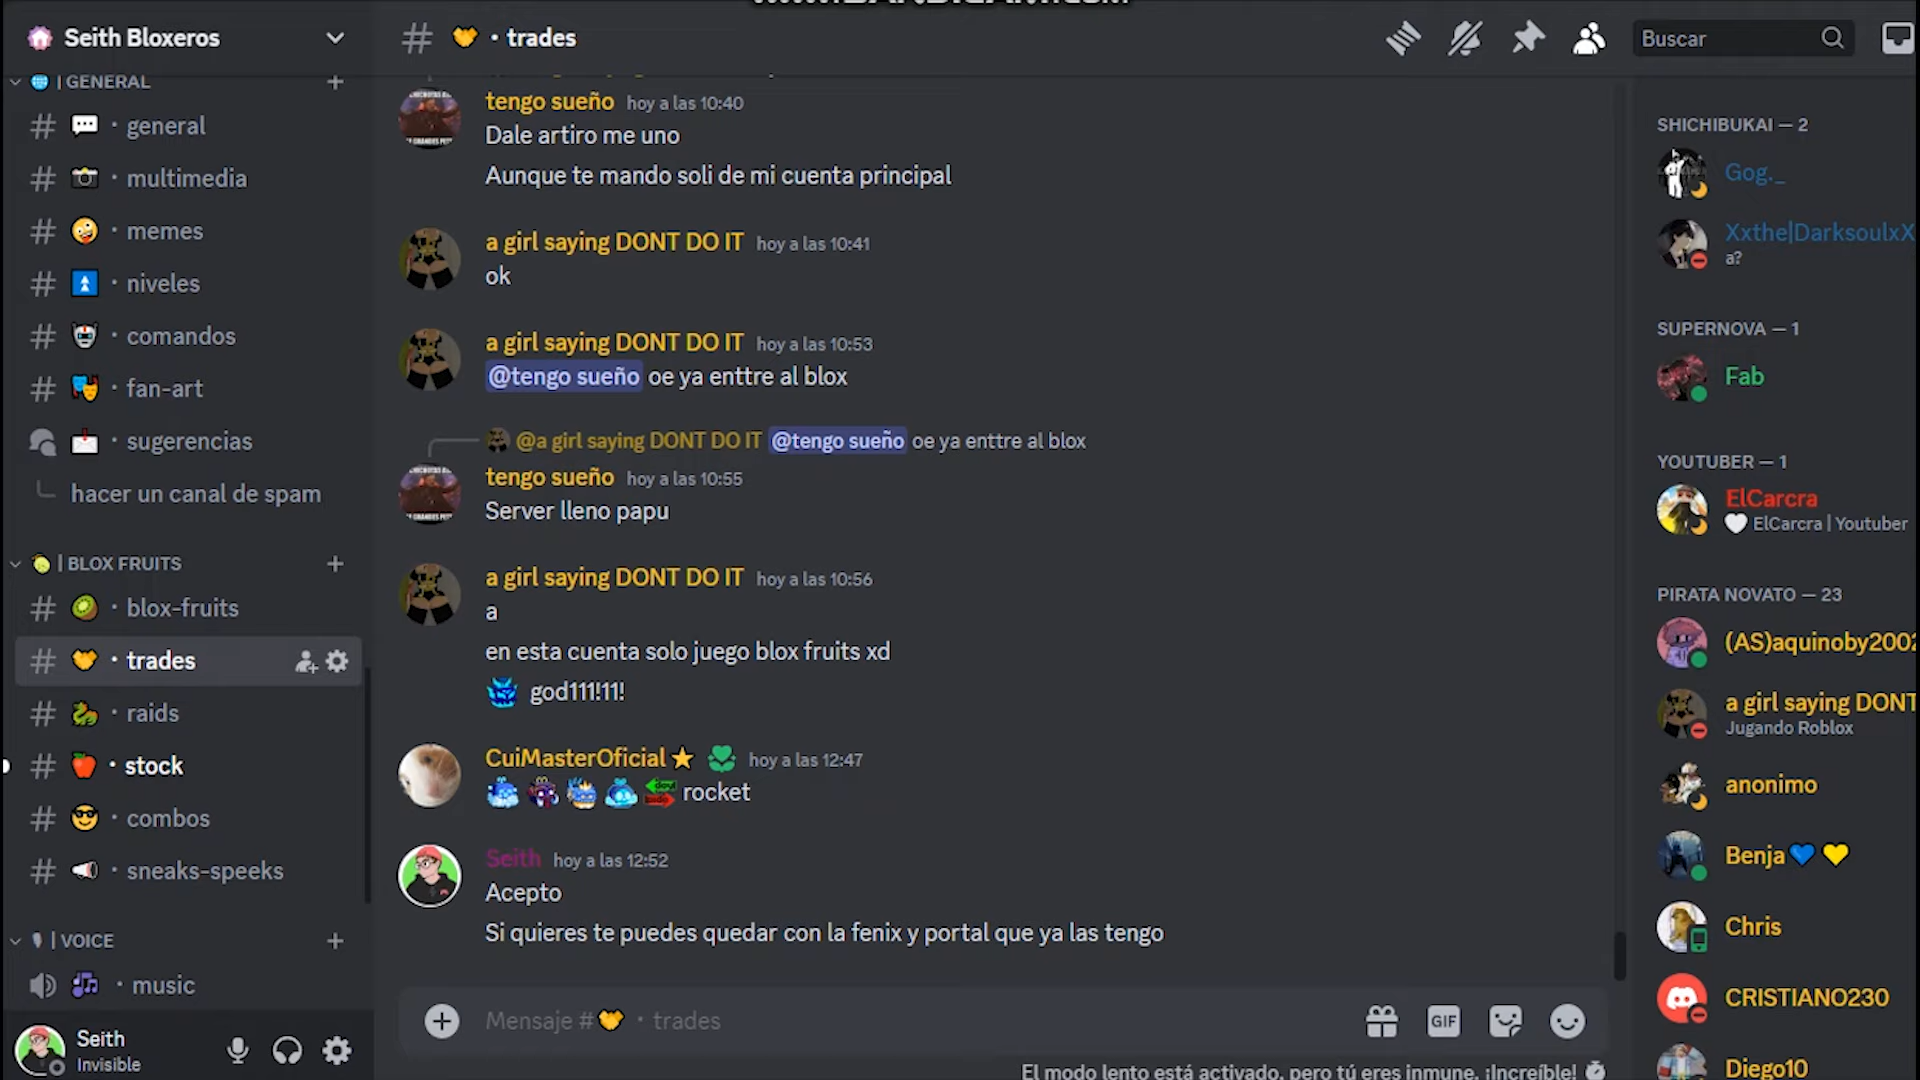 Seith Bloxeros
| GENERAL
general
multimedia
memes
niveles
comandos
fan-art
sugerencias
hacer un canal de spam
| BLOX FRUITS
blox-fruits
trades
raids
stock
combos
sneaks-speeks
| VOICE
music
Seith
Invisible
trades
Buscar
tengo sueño hoy a las 10:40
Dale artiro me uno
Aunque te mando soli de mi cuenta principal
a girl saying DONT DO IT hoy a las 10:41
ok
a girl saying DONT DO IT hoy a las 10:53
@tengo sueño oe ya enttre al blox
@a girl saying DONT DO IT @tengo sueño oe ya enttre al blox
tengo sueño hoy a las 10:55
Server lleno papu
a girl saying DONT DO IT hoy a las 10:56
a
en esta cuenta solo juego blox fruits xd
god111!11!
CuiMasterOficial hoy a las 12:47
rocket
Seith hoy a las 12:52
Acepto
Si quieres te puedes quedar con la fenix y portal que ya las tengo
Mensaje # trades
GIF
El modo lento está activado, pero tú eres inmune. ¡Increíble!
SHICHIBUKAI — 2
Gog._
Xxthe|DarksoulxX
a?
SUPERNOVA — 1
Fab
YOUTUBER — 1
ElCarcra
ElCarcra | Youtuber
PIRATA NOVATO — 23
(AS)aquinoby2002
a girl saying DONT
Jugando Roblox
anonimo
Benja
Chris
CRISTIANO230
Diego10